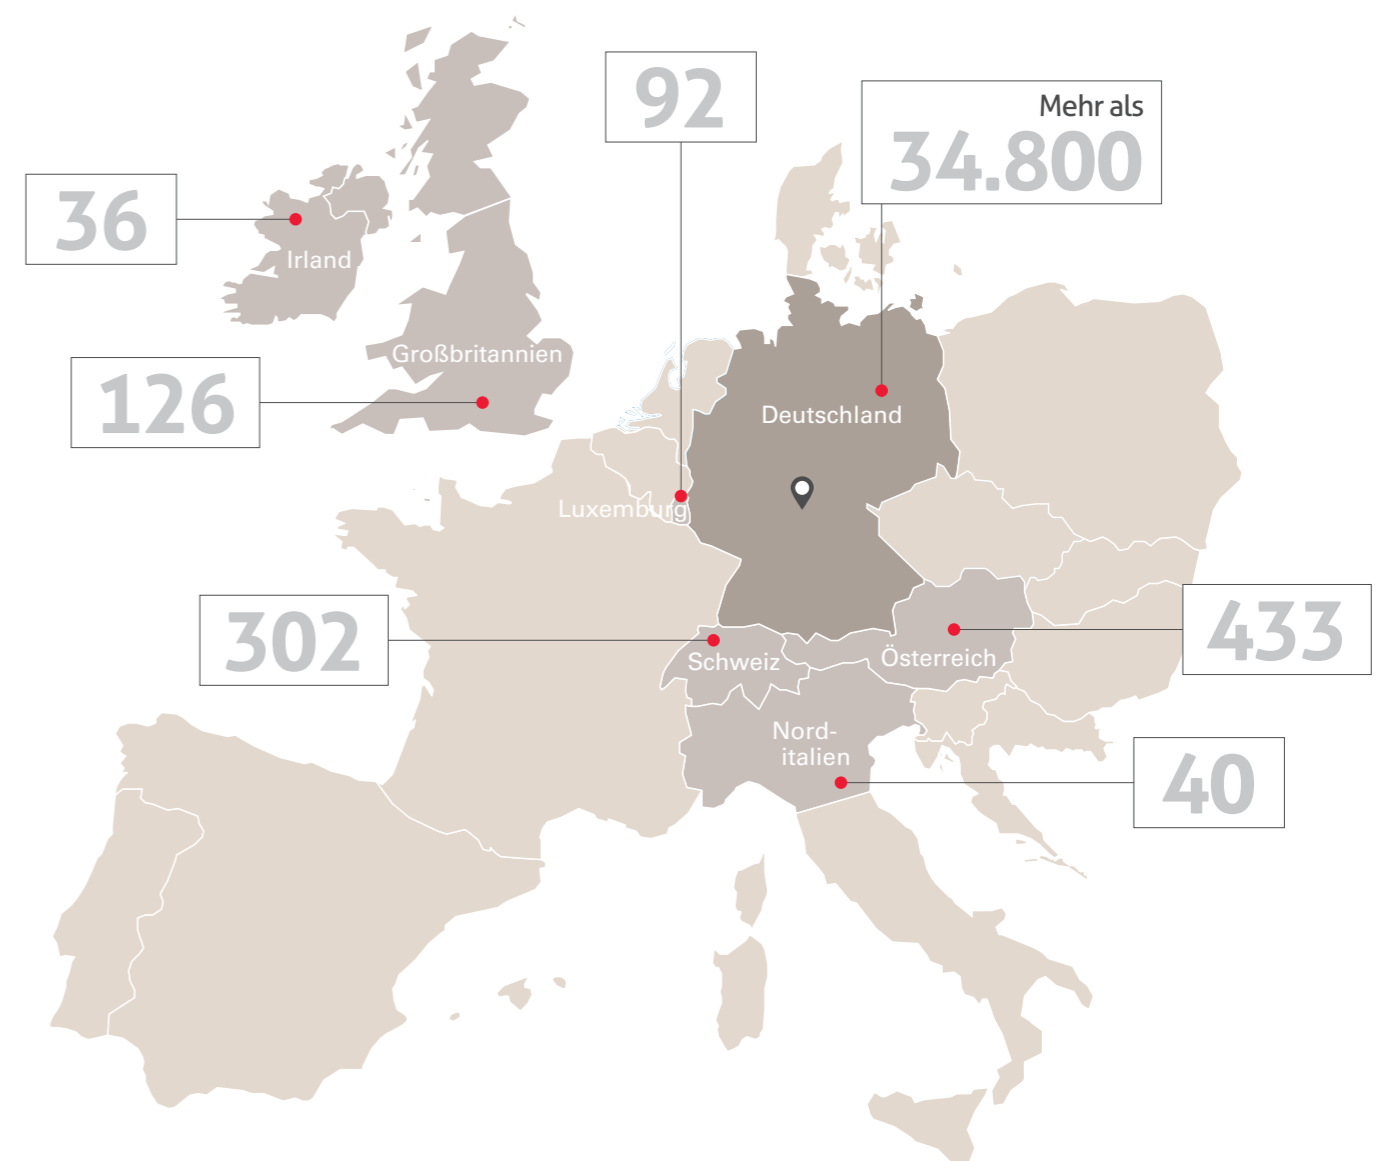 92
Mehr als
34.800
36
Irland
Großbritannien
126
Deutschland
Luxemburg
302
Schweiz
Österreich
433
Nord-
italien
40